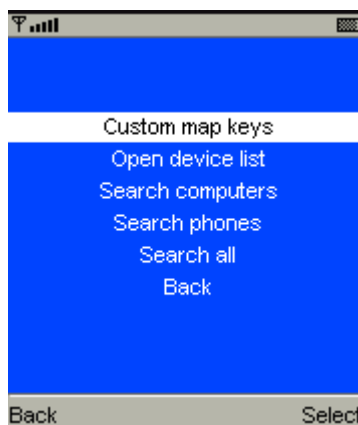 Custom map keys
Open device list
Search computers
Search phones
Search all
Back
Back Select